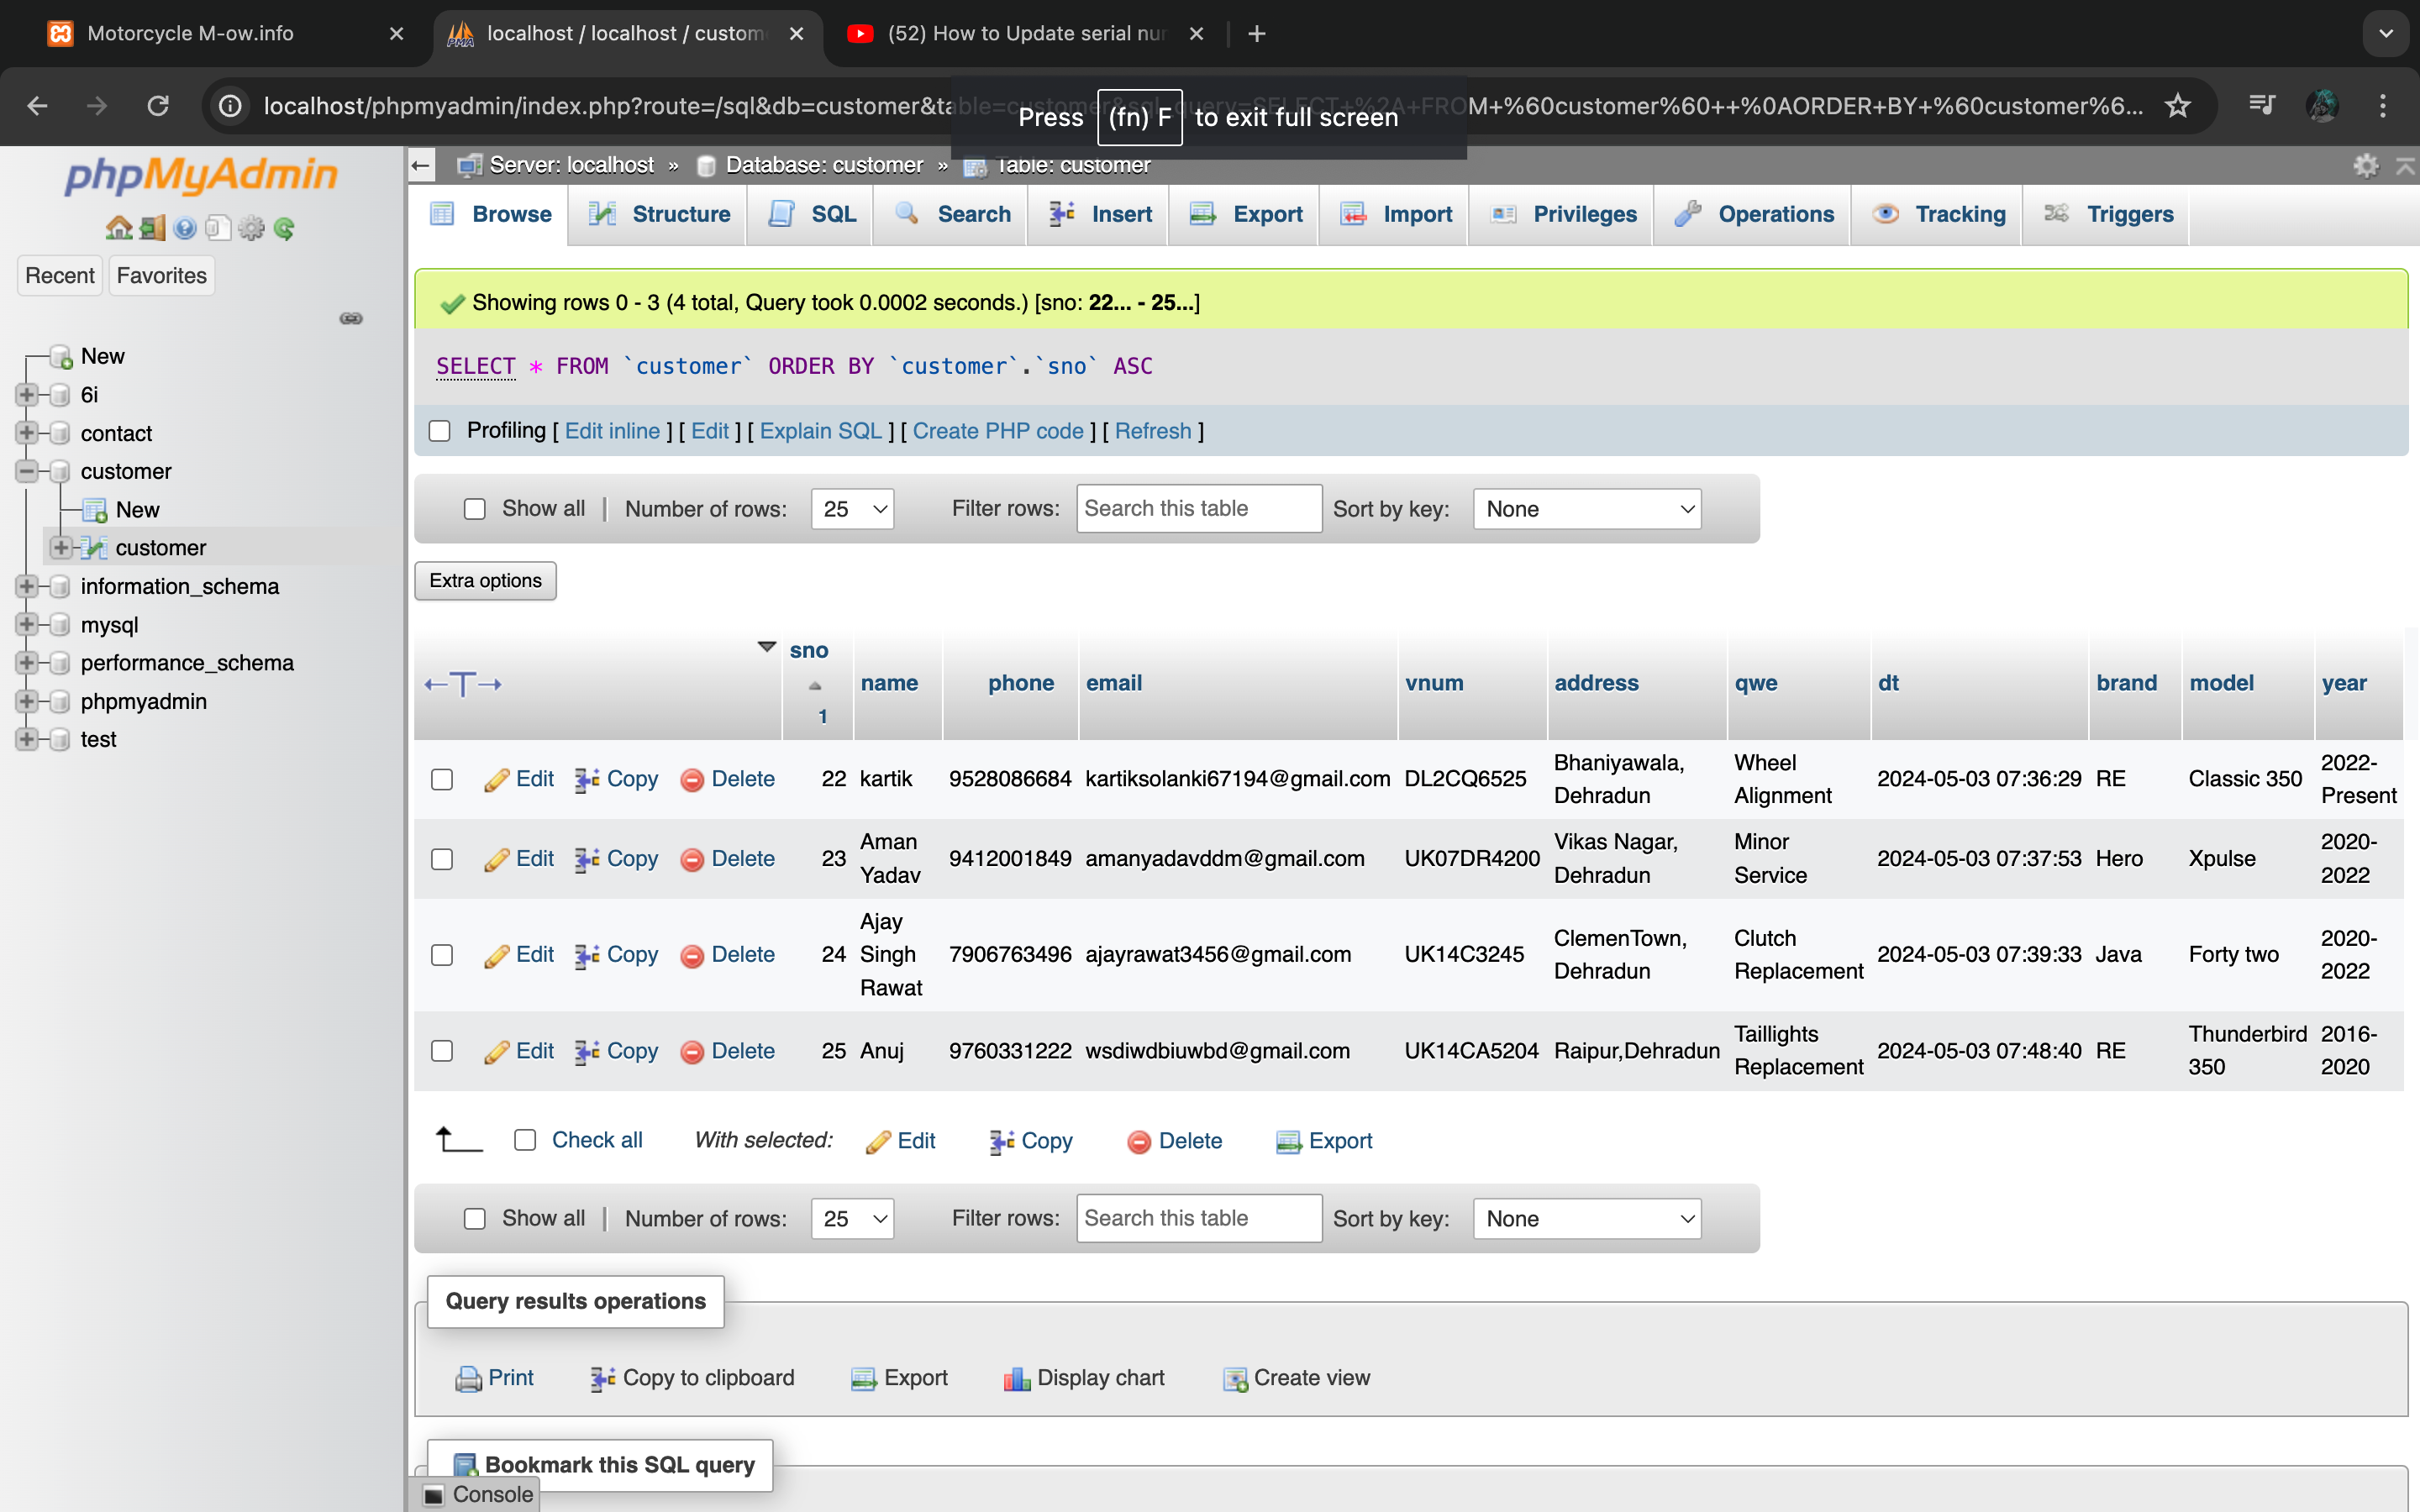 Motorcycle M-ow.info
localhost / localhost / custom
(52) How to Update serial nu
localhost/phpmyadmin/index.php?route=/sql&db=customer&table=customer&sql_query=SELECT+%2A+FROM+%60customer%60++%0AORDER+BY+%60customer%6...
Press (fn) F to exit full screen
phpMyAdmin
Recent Favorites
New
6i
contact
customer
New
customer
information_schema
mysql
performance_schema
phpmyadmin
test
Server: localhost » Database: customer » Table: customer
Browse Structure SQL Search Insert Export Import Privileges Operations Tracking Triggers
Showing rows 0 - 3 (4 total, Query took 0.0002 seconds.) [sno: 22... - 25...]
SELECT * FROM `customer` ORDER BY `customer`.`sno` ASC
Profiling [ Edit inline ] [ Edit ] [ Explain SQL ] [ Create PHP code ] [ Refresh ]
Show all | Number of rows: 25 Filter rows: Search this table Sort by key: None
Extra options
←T→ sno 1 name phone email vnum address qwe dt brand model year
Edit Copy Delete 22 kartik 9528086684 kartiksolanki67194@gmail.com DL2CQ6525 Bhaniyawala, Dehradun Wheel Alignment 2024-05-03 07:36:29 RE Classic 350 2022-Present
Edit Copy Delete 23 Aman Yadav 9412001849 amanyadavddm@gmail.com UK07DR4200 Vikas Nagar, Dehradun Minor Service 2024-05-03 07:37:53 Hero Xpulse 2020-2022
Edit Copy Delete 24 Ajay Singh Rawat 7906763496 ajayrawat3456@gmail.com UK14C3245 ClemenTown, Dehradun Clutch Replacement 2024-05-03 07:39:33 Java Forty two 2020-2022
Edit Copy Delete 25 Anuj 9760331222 wsdiwdbiuwbd@gmail.com UK14CA5204 Raipur,Dehradun Taillights Replacement 2024-05-03 07:48:40 RE Thunderbird 350 2016-2020
Check all With selected: Edit Copy Delete Export
Show all | Number of rows: 25 Filter rows: Search this table Sort by key: None
Query results operations
Print Copy to clipboard Export Display chart Create view
Bookmark this SQL query
Console